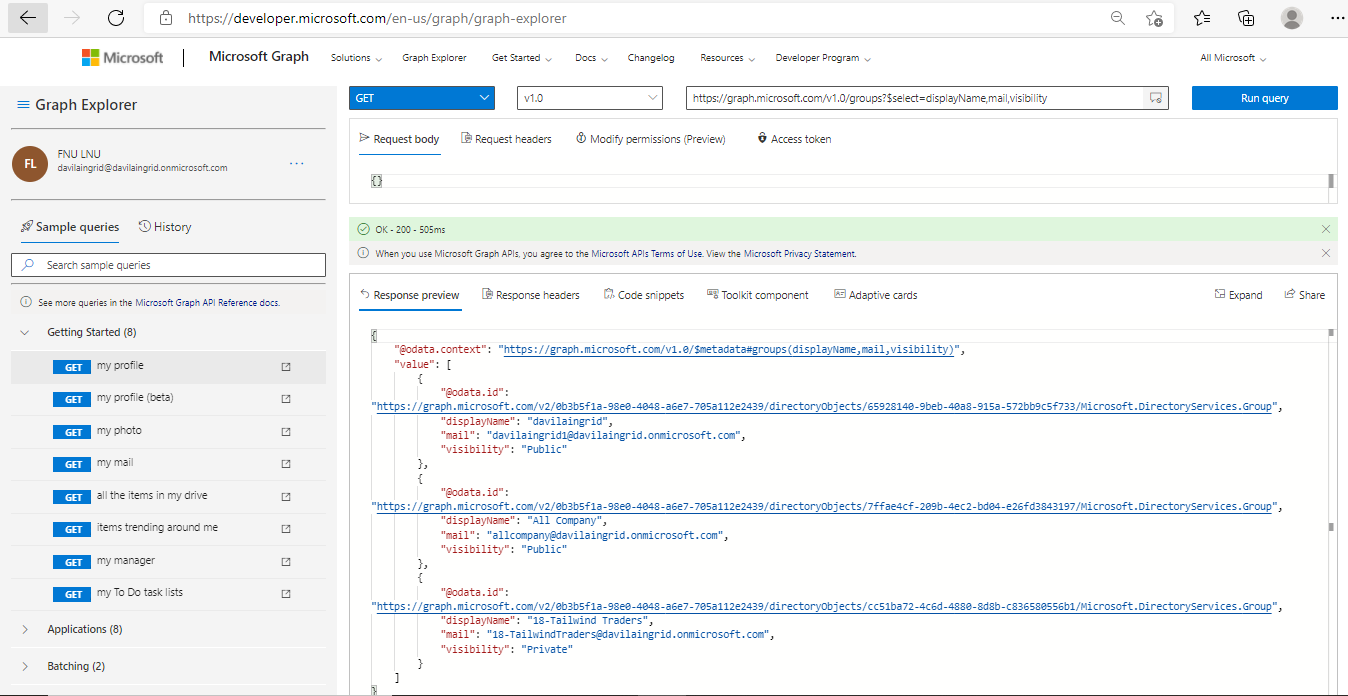 https://developer.microsoft.com/en-us/graph/graph-explorer
Microsoft
Microsoft Graph
Solutions
Graph Explorer
Get Started
Docs
Changelog
Resources
Developer Program
All Microsoft
Graph Explorer
FL
FNU LNU
davilaingrid@davilaingrid.onmicrosoft.com
...
Sample queries
History
Search sample queries
See more queries in the Microsoft Graph API Reference docs.
Getting Started (8)
GET my profile
GET my profile (beta)
GET my photo
GET my mail
GET all the items in my drive
GET items trending around me
GET my manager
GET my To Do task lists
Applications (8)
Batching (2)
GET
v1.0
https://graph.microsoft.com/v1.0/groups?$select=displayName,mail,visibility
Run query
Request body
Request headers
Modify permissions (Preview)
Access token
{}
OK - 200 - 505ms
When you use Microsoft Graph APIs, you agree to the Microsoft APIs Terms of Use. View the Microsoft Privacy Statement.
Response preview
Response headers
Code snippets
Toolkit component
Adaptive cards
Expand
Share
{
"@odata.context": "https://graph.microsoft.com/v1.0/$metadata#groups(displayName,mail,visibility)",
"value": [
{
"@odata.id":
"https://graph.microsoft.com/v2/0b3b5f1a-98e0-4048-a6e7-705a112e2439/directoryObjects/65928140-9beb-40a8-915a-572bb9c5f733/Microsoft.DirectoryServices.Group",
"displayName": "davilaingrid",
"mail": "davilaingrid1@davilaingrid.onmicrosoft.com",
"visibility": "Public"
},
{
"@odata.id":
"https://graph.microsoft.com/v2/0b3b5f1a-98e0-4048-a6e7-705a112e2439/directoryObjects/7ffae4cf-209b-4ec2-bd04-e26fd3843197/Microsoft.DirectoryServices.Group",
"displayName": "All Company",
"mail": "allcompany@davilaingrid.onmicrosoft.com",
"visibility": "Public"
},
{
"@odata.id":
"https://graph.microsoft.com/v2/0b3b5f1a-98e0-4048-a6e7-705a112e2439/directoryObjects/cc51ba72-4c6d-4880-8d8b-c836580556b1/Microsoft.DirectoryServices.Group",
"displayName": "18-Tailwind Traders",
"mail": "18-TailwindTraders@davilaingrid.onmicrosoft.com",
"visibility": "Private"
}
]
}